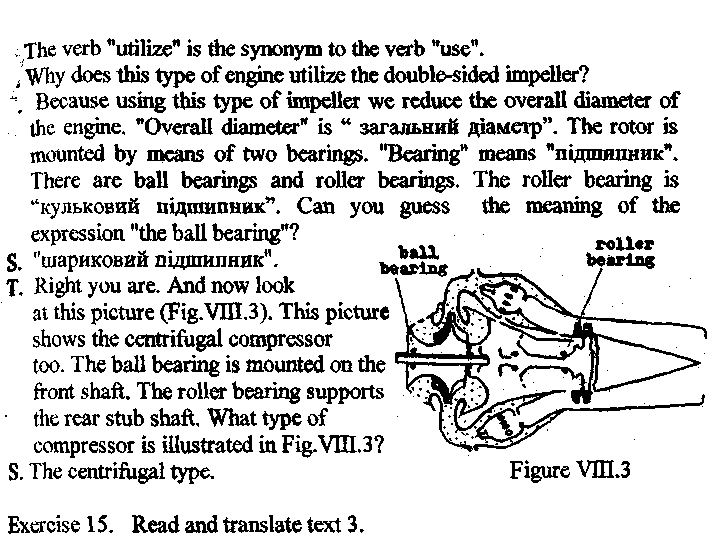 The verb "utilize" is the synonym to the verb "use".
Why does this type of engine utilize the double-sided impeller?
Because using this type of impeller we reduce the overall diameter of
the engine. "Overall diameter" is “ загальний діаметр”. The rotor is
mounted by means of two bearings. "Bearing" means "підшипник".
There are ball bearings and roller bearings. The roller bearing is
“кульковий підшипник”. Can you guess the meaning of the
expression "the ball bearing"?
S. "шариковий підшипник".
T. Right you are. And now look
at this picture (Fig.VIII.3). This picture
shows the centrifugal compressor
too. The ball bearing is mounted on the
front shaft. The roller bearing supports
the rear stub shaft. What type of
compressor is illustrated in Fig.VIII.3?
S. The centrifugal type.
ball
bearing
roller
bearing
Figure VIII.3
Exercise 15. Read and translate text 3.